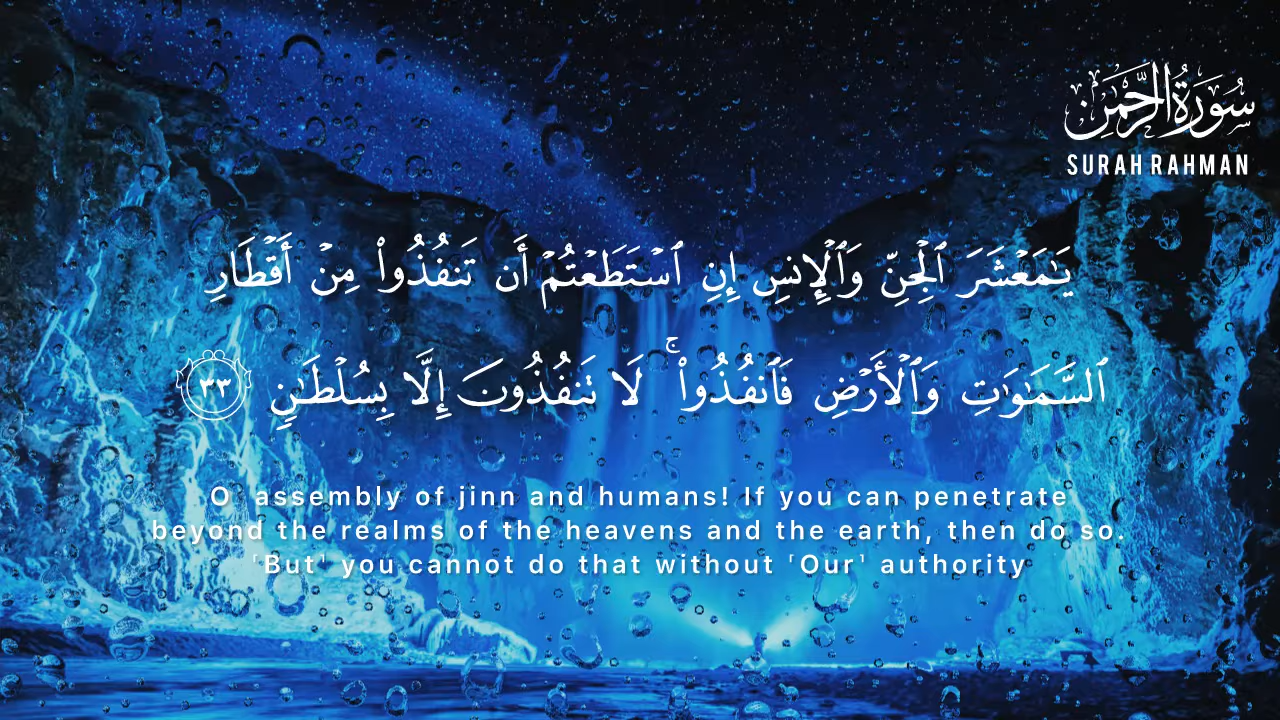 سُورَةُ الرَّحْمَٰن
SURAH RAHMAN
يَـٰمَعْشَرَ ٱلْجِنِّ وَٱلْإِنسِ إِنِ ٱسْتَطَعْتُمْ أَن تَنفُذُوا۟ مِنْ أَقْطَارِ
ٱلسَّمَـٰوَٰتِ وَٱلْأَرْضِ فَٱنفُذُوا۟ ۚ لَا تَنفُذُونَ إِلَّا بِسُلْطَـٰنٍ ٣٣
O assembly of jinn and humans! If you can penetrate
beyond the realms of the heavens and the earth, then do so.
˹But˺ you cannot do that without ˹Our˺ authority